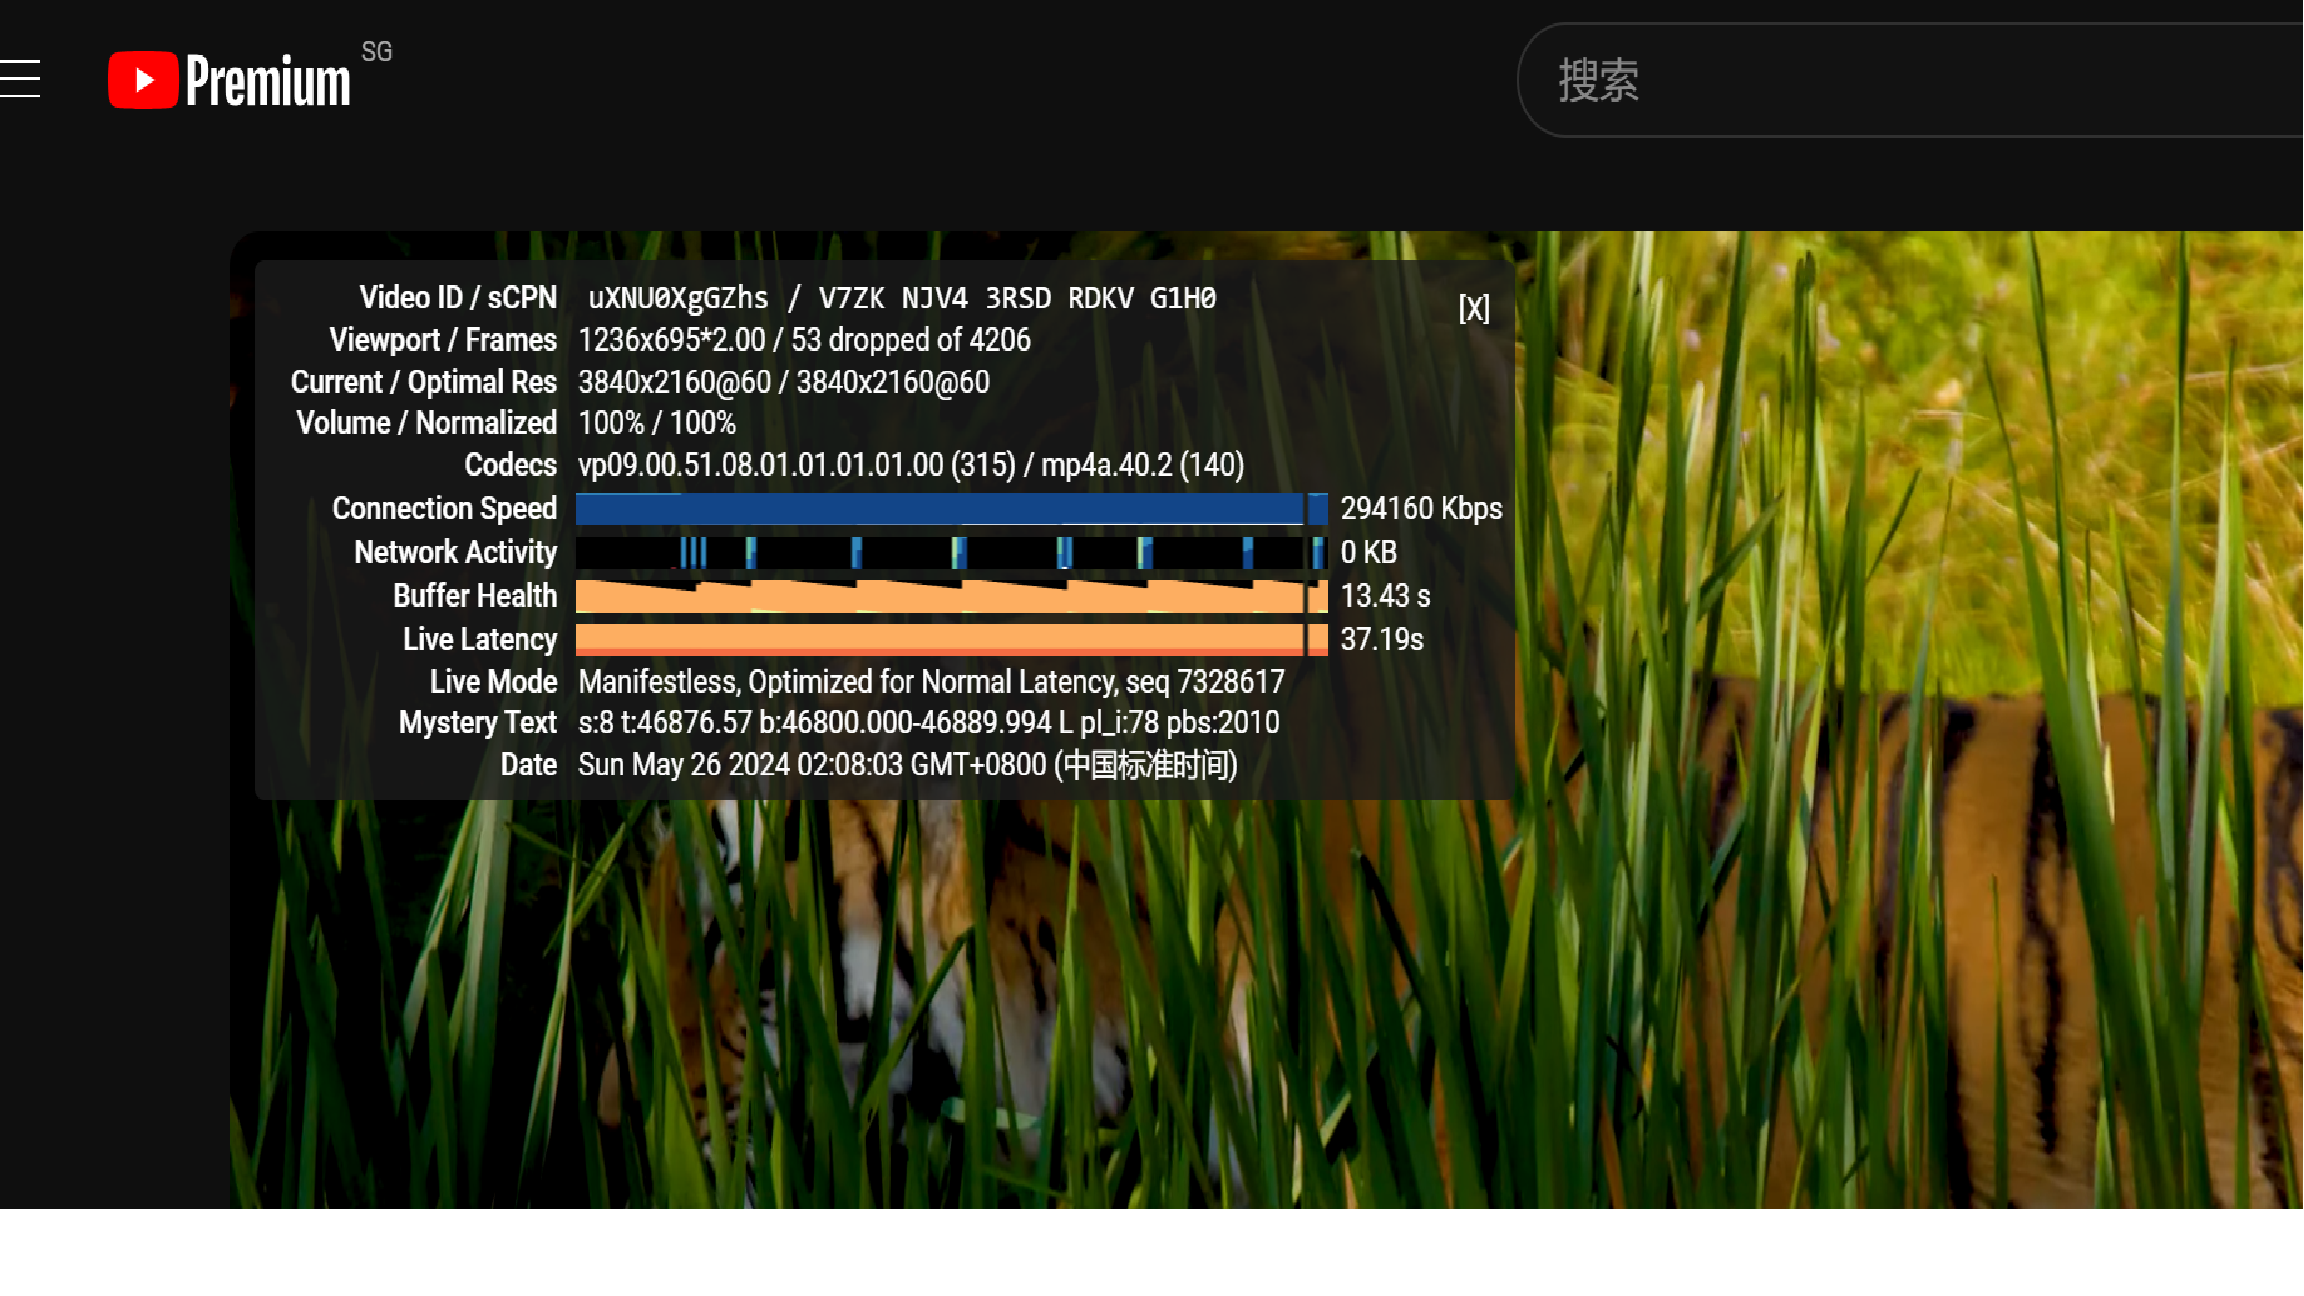 Premium SG
搜索
Video ID / sCPN uXNU0XgGZhs / V7ZK NJV4 3RSD RDKV G1H0
[X]
Viewport / Frames 1236x695*2.00 / 53 dropped of 4206
Current / Optimal Res 3840x2160@60 / 3840x2160@60
Volume / Normalized 100% / 100%
Codecs vp09.00.51.08.01.01.01.01.00 (315) / mp4a.40.2 (140)
Connection Speed 294160 Kbps
Network Activity 0 KB
Buffer Health 13.43 s
Live Latency 37.19s
Live Mode Manifestless, Optimized for Normal Latency, seq 7328617
Mystery Text s:8 t:46876.57 b:46800.000-46889.994 L pl_i:78 pbs:2010
Date Sun May 26 2024 02:08:03 GMT+0800 (中国标准时间)